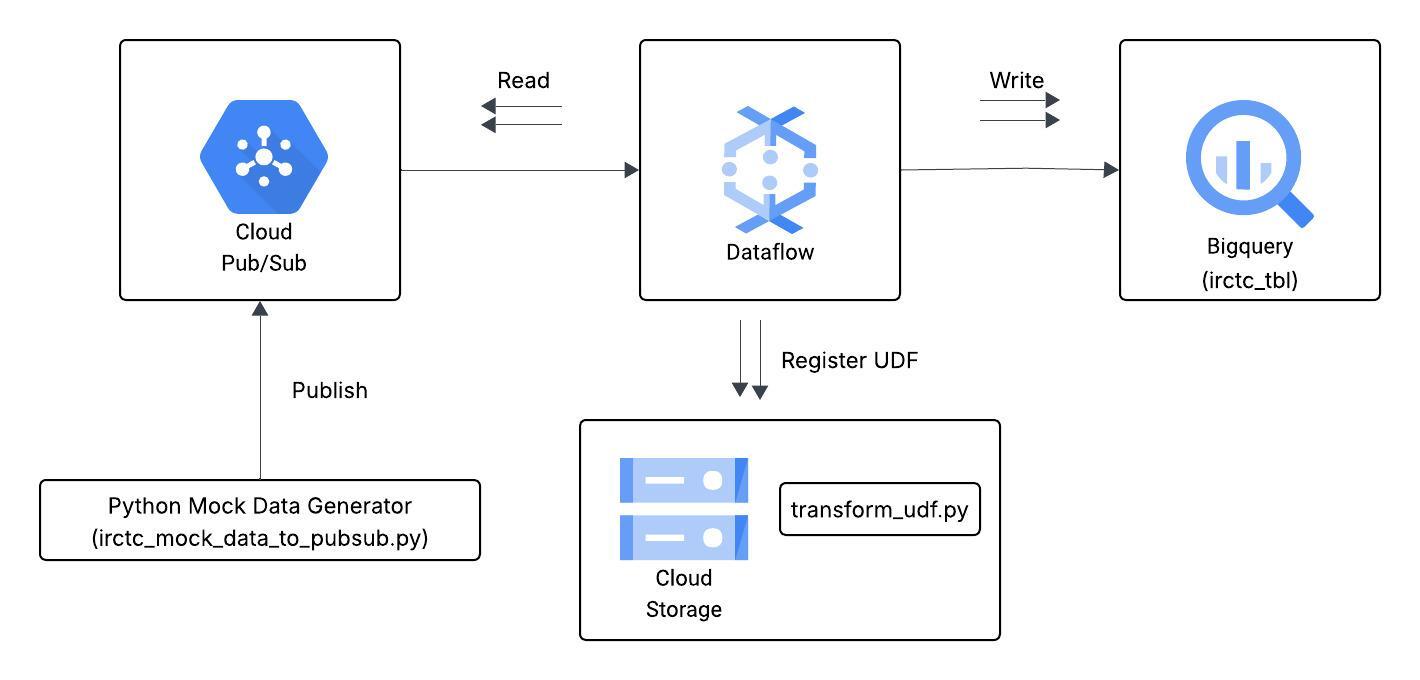 Read
Write
Cloud
Pub/Sub
Dataflow
Bigquery
(irctc_tbl)
Publish
Register UDF
Python Mock Data Generator
(irctc_mock_data_to_pubsub.py)
transform_udf.py
Cloud
Storage